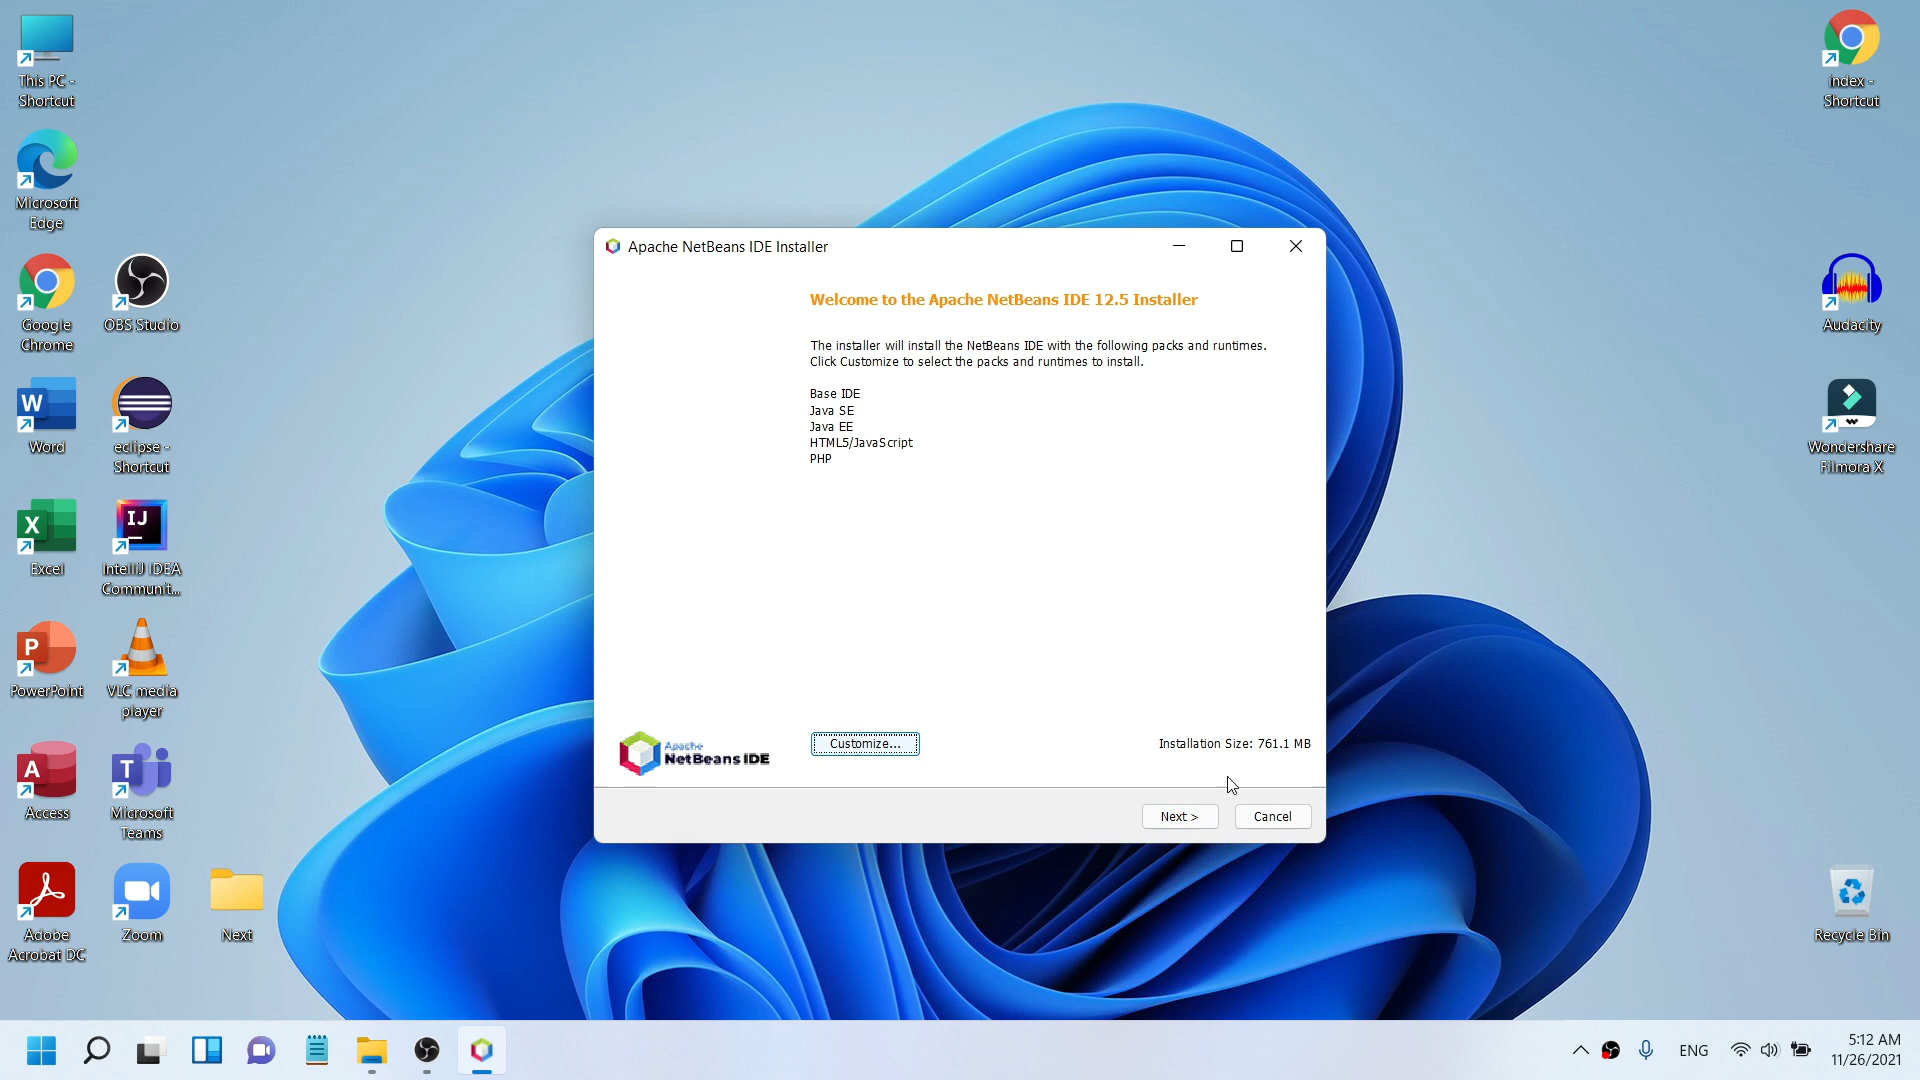 This PC -
Shortcut
Microsoft
Edge
Google
Chrome
OBS Studio
W
Word
eclipse -
Shortcut
X
Excel
IJ
IntelliJ IDEA
Communit...
P
PowerPoint
VLC media
player
A
Access
T
Microsoft
Teams
Adobe
Acrobat DC
Zoom
Next
index -
Shortcut
Audacity
Wondershare
Filmora X
Recycle Bin
Apache NetBeans IDE Installer
Welcome to the Apache NetBeans IDE 12.5 Installer
The installer will install the NetBeans IDE with the following packs and runtimes.
Click Customize to select the packs and runtimes to install.
Base IDE
Java SE
Java EE
HTML5/JavaScript
PHP
Apache
NetBeans IDE
Customize...
Installation Size: 761.1 MB
Next >
Cancel
ENG
5:12 AM
11/26/2021